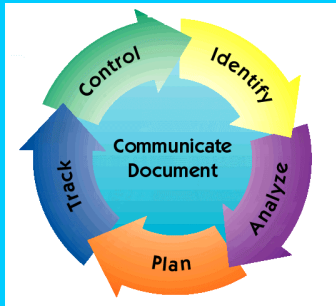 Control
Identify
Communicate
Document
Track
Analyze
Plan